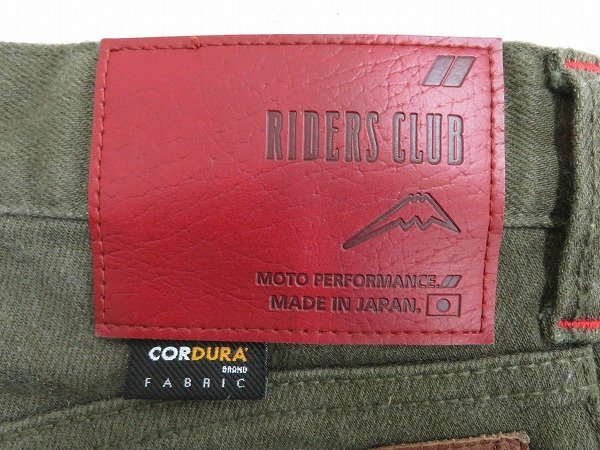 RIDERS CLUB
MOTO PERFORMANCE.
MADE IN JAPAN.
CORDURA®
BRAND
FABRIC